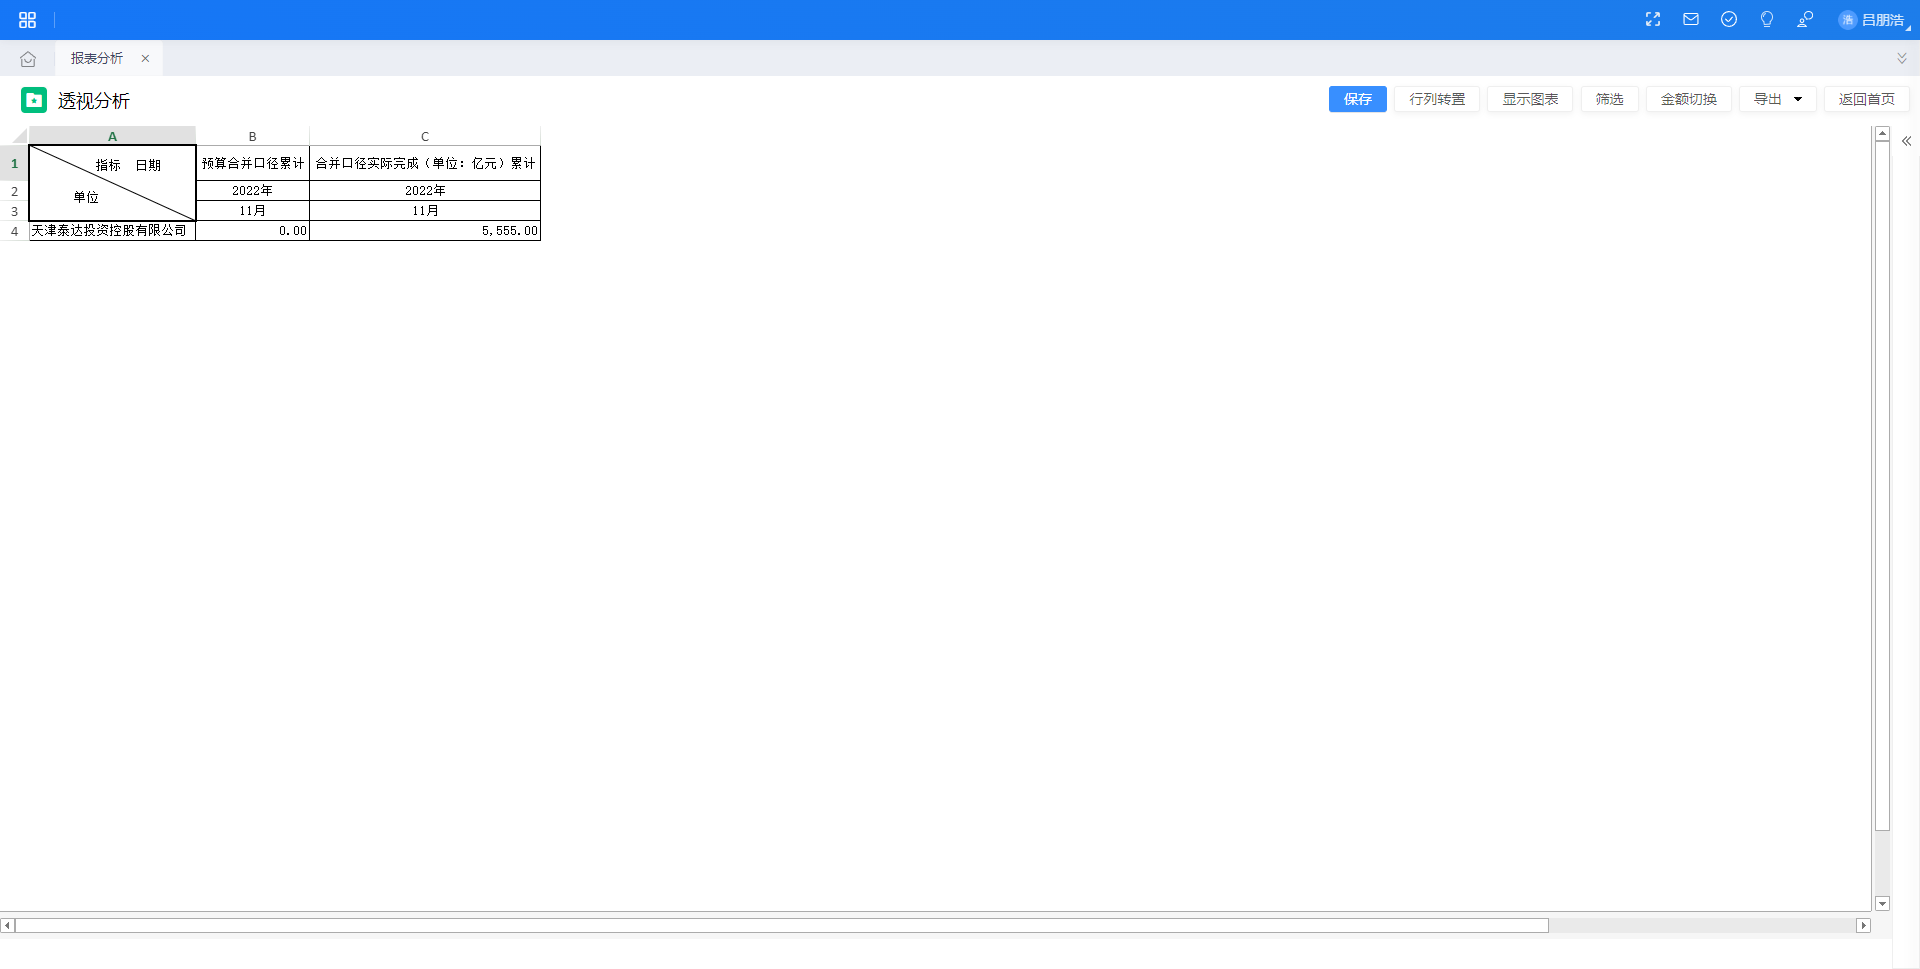 浩 吕朋浩
报表分析
透视分析
保存 行列转置 显示图表 筛选 金额切换 导出 返回首页
A B C
1 指标 日期 预算合并口径累计 合并口径实际完成（单位：亿元）累计
单位
2 2022年 2022年
3 11月 11月
4 天津泰达投资控股有限公司 0.00 5,555.00